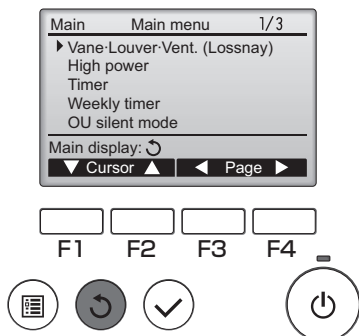 Main Main menu 1/3
Vane·Louver·Vent. (Lossnay)
High power
Timer
Weekly timer
OU silent mode
Main display:
Cursor Page
F1 F2 F3 F4